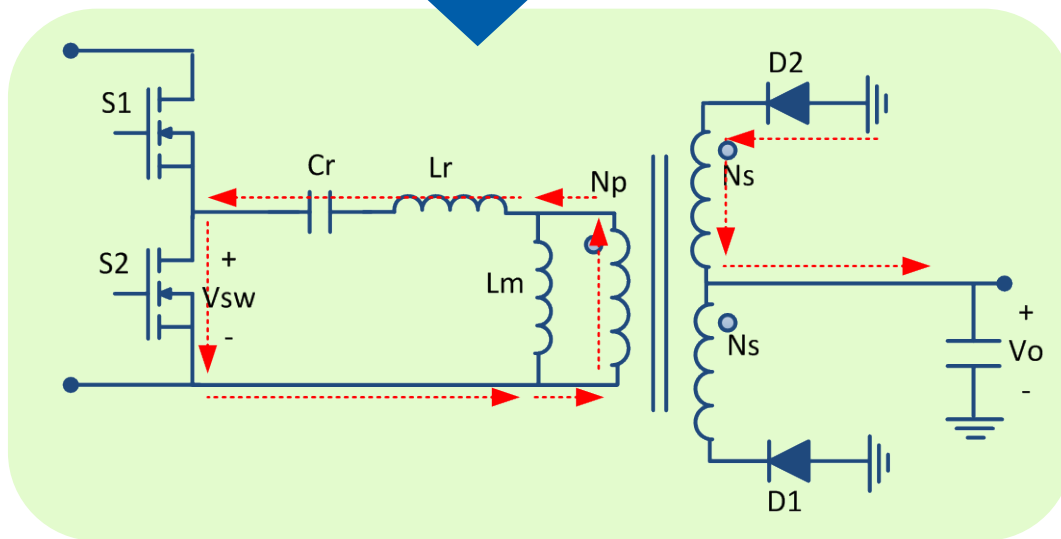 D2
S1
Cr
Lr
Np
Ns
S2
+
Vsw
-
Lm
Ns
+
Vo
-
D1